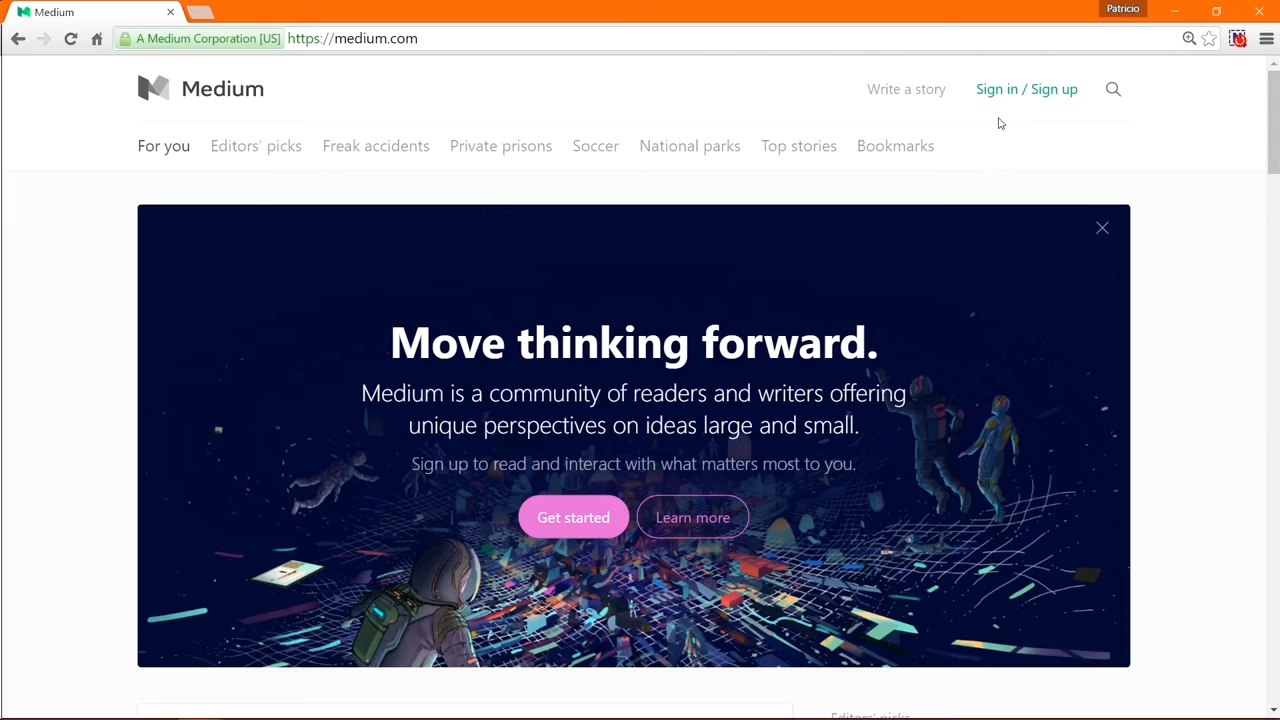 Medium
Patricio
A Medium Corporation [US] https://medium.com
Medium
Write a story
Sign in / Sign up
For you Editors' picks Freak accidents Private prisons Soccer National parks Top stories Bookmarks
Move thinking forward.
Medium is a community of readers and writers offering
unique perspectives on ideas large and small.
Sign up to read and interact with what matters most to you.
Get started
Learn more
Editors' picks